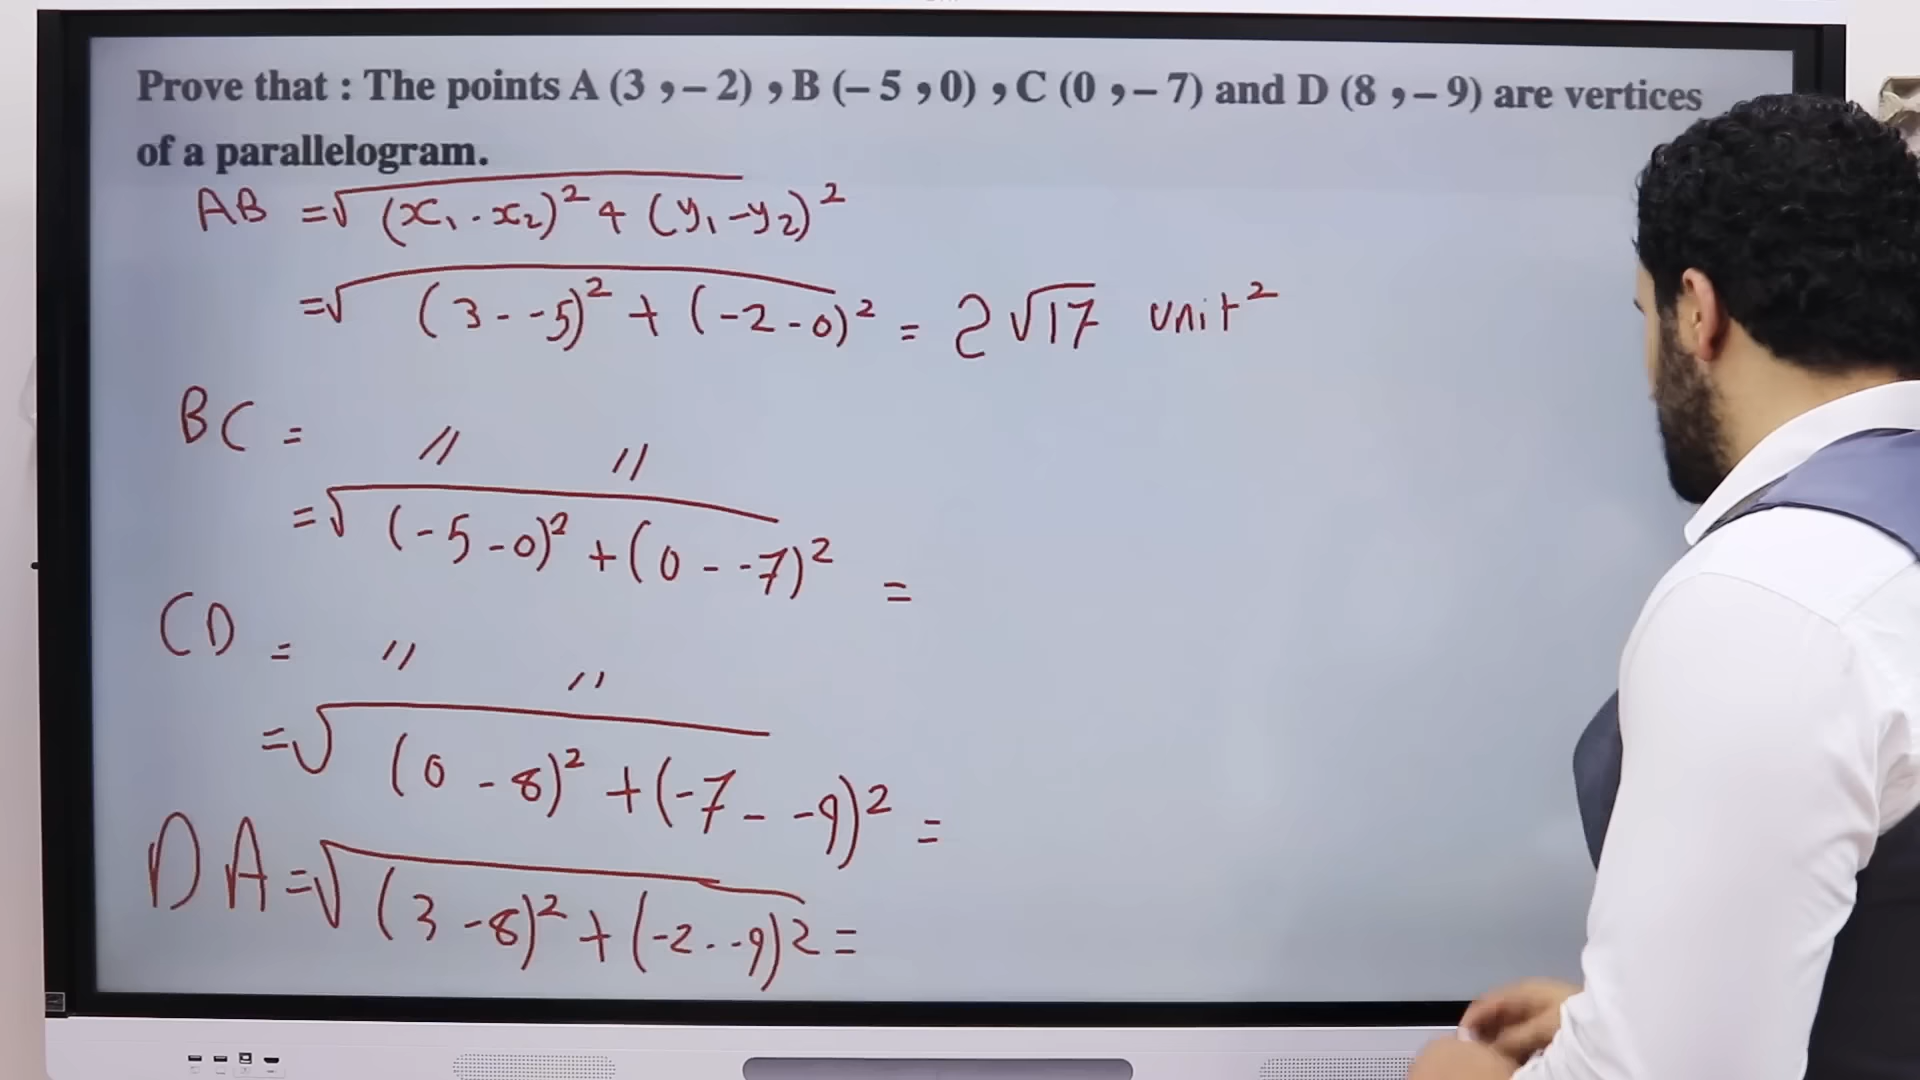 Prove that : The points A (3 , – 2) , B (– 5 , 0) , C (0 , – 7) and D (8 , – 9) are vertices
of a parallelogram.
AB = √(x₁ - x₂)² + (y₁ - y₂)²
= √(3 - -5)² + (-2 - 0)² = 2√17 unit²
BC = // //
= √(-5 - 0)² + (0 - -7)² =
CD = // //
= √(0 - 8)² + (-7 - -9)² =
DA = √(3 - 8)² + (-2 - -9)² =